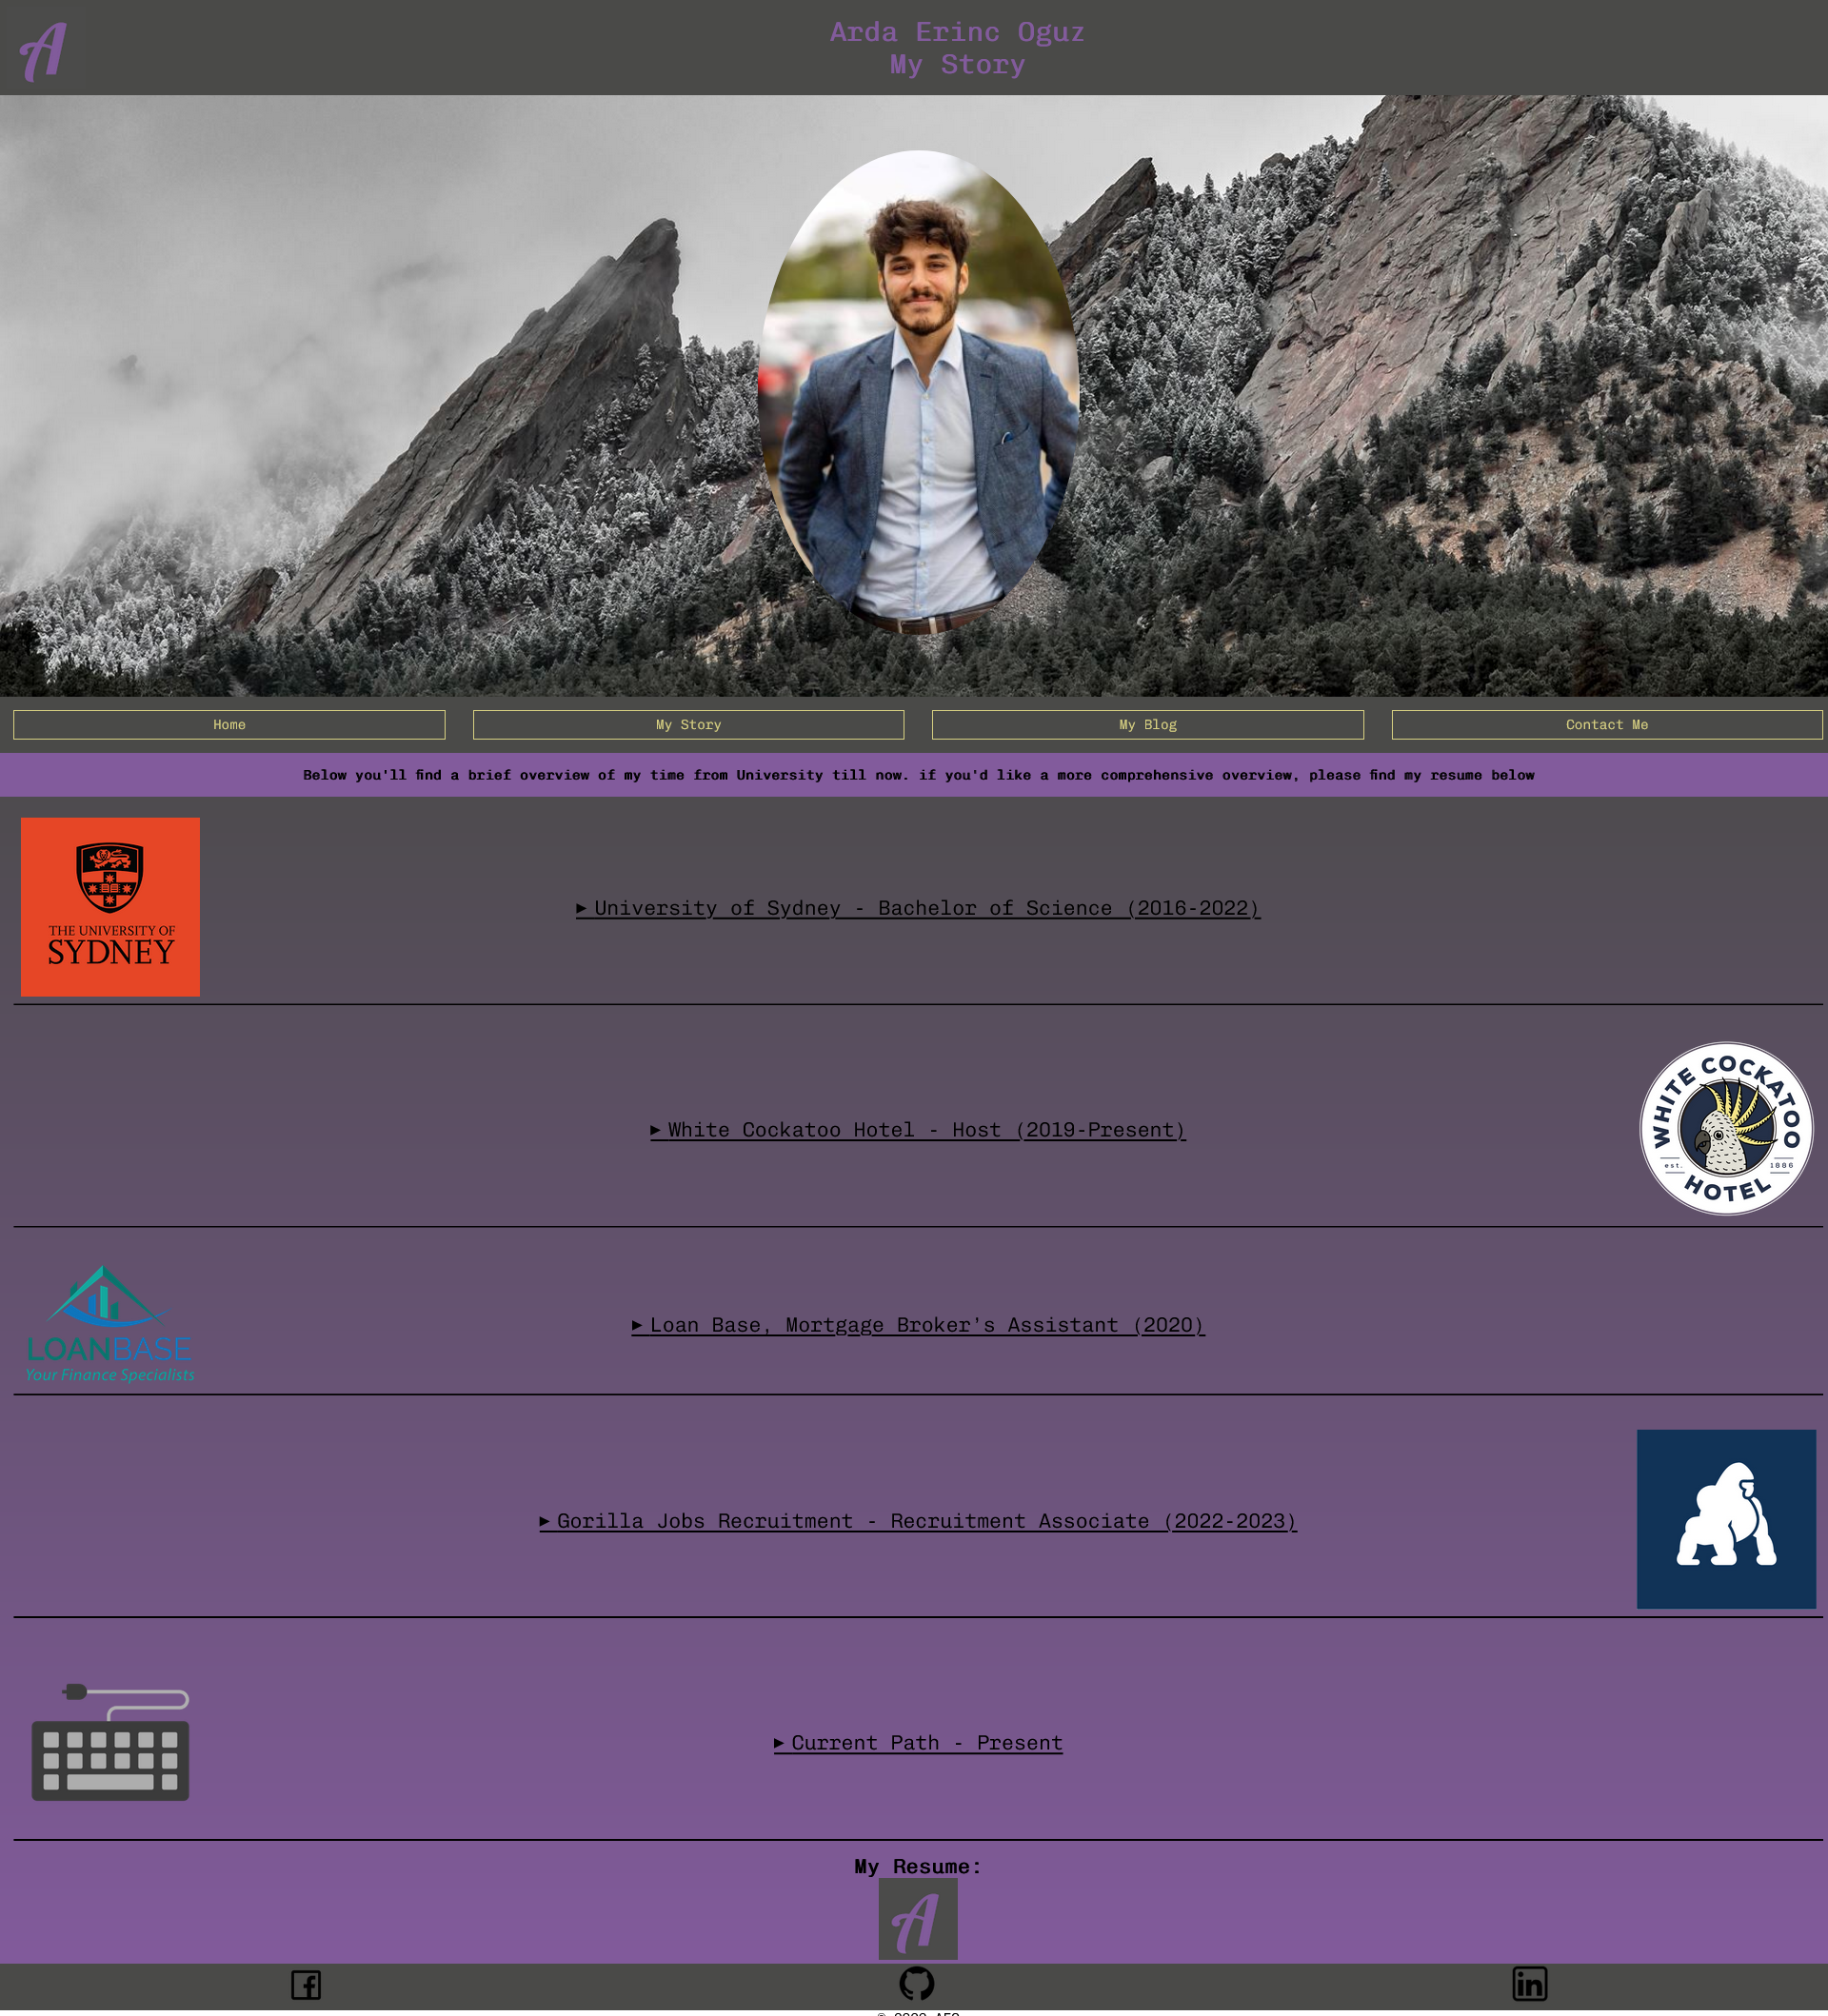 A
Arda Erinc Oguz
My Story
Home
My Story
My Blog
Contact Me
Below you'll find a brief overview of my time from University till now. if you'd like a more comprehensive overview, please find my resume below
THE UNIVERSITY OF
SYDNEY
University of Sydney - Bachelor of Science (2016-2022)
White Cockatoo Hotel - Host (2019-Present)
WHITE COCKATOO
est. 1886
HOTEL
LOANBASE
Your Finance Specialists
Loan Base, Mortgage Broker's Assistant (2020)
Gorilla Jobs Recruitment - Recruitment Associate (2022-2023)
Current Path - Present
My Resume:
A